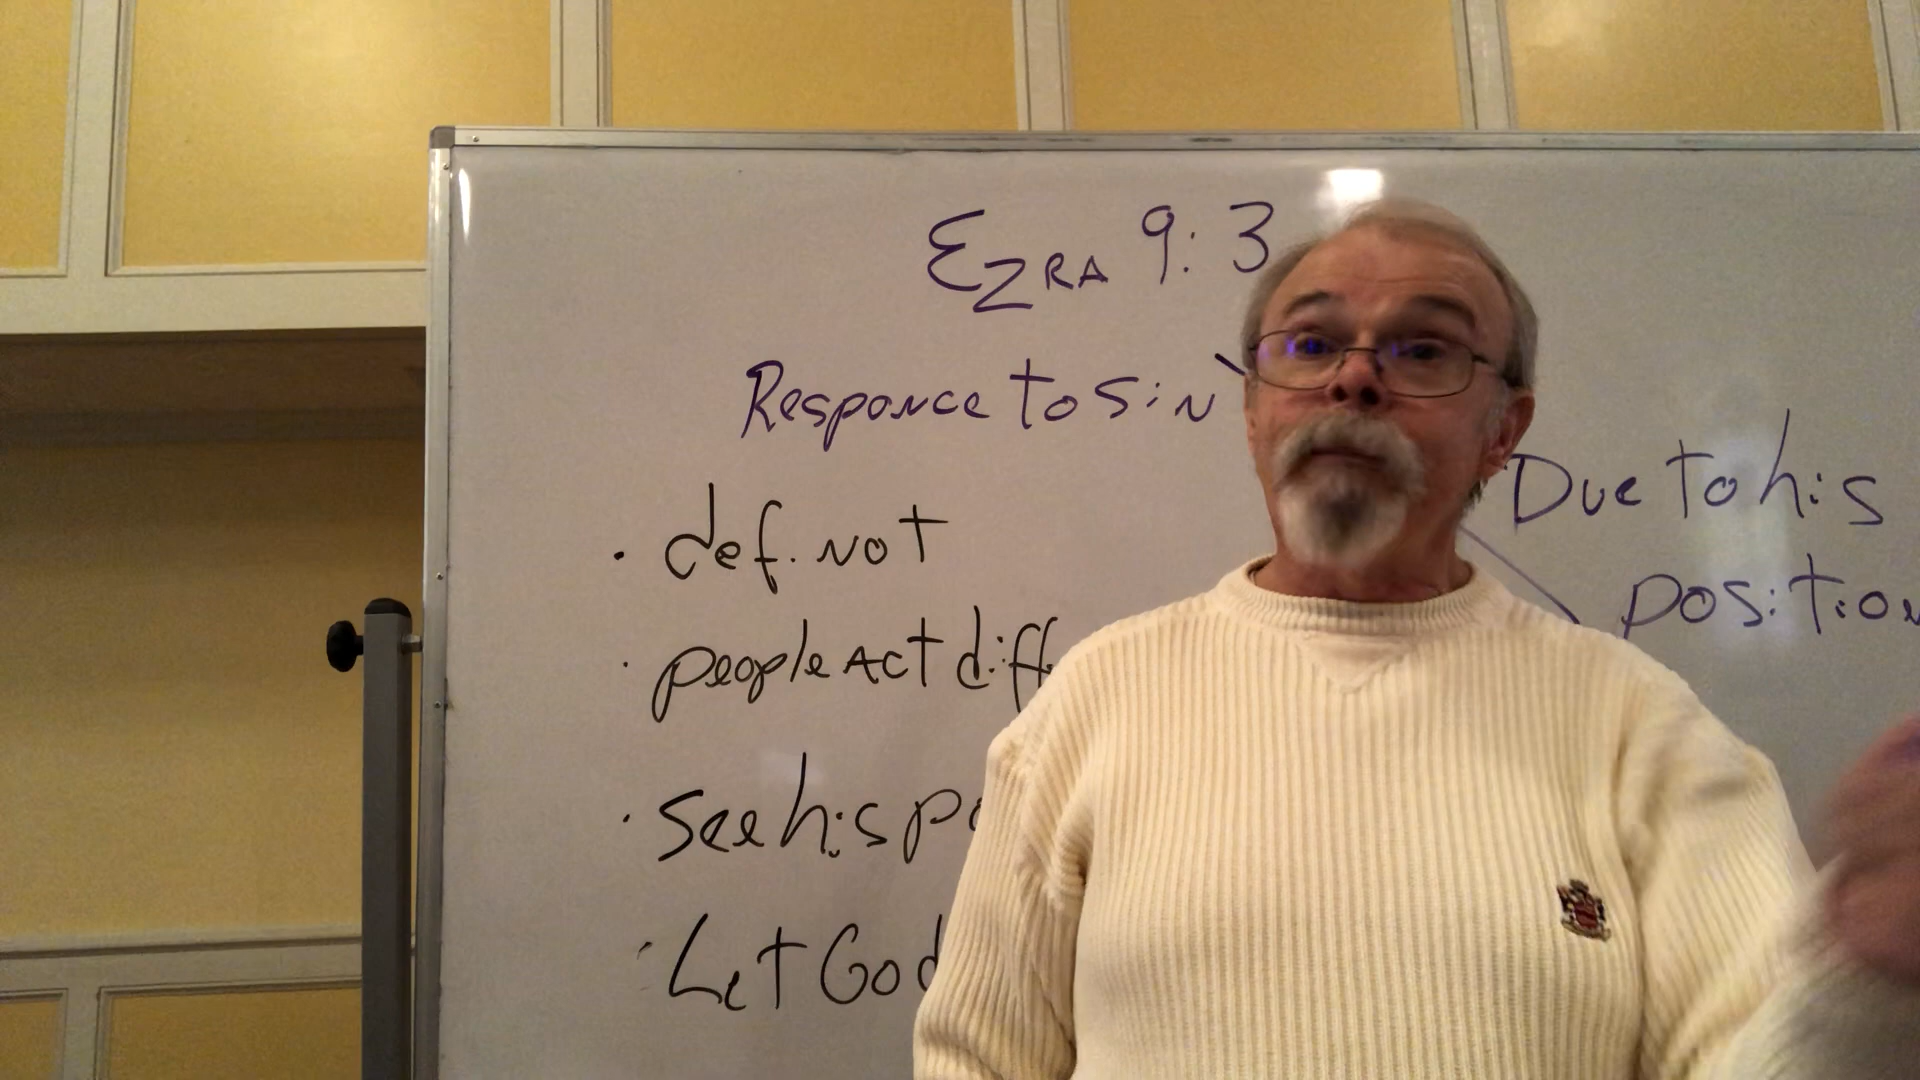 EZRA 9:3
Responce to sin
Due to his
position
· def. not
· people Act diff
· see his po
· Let God